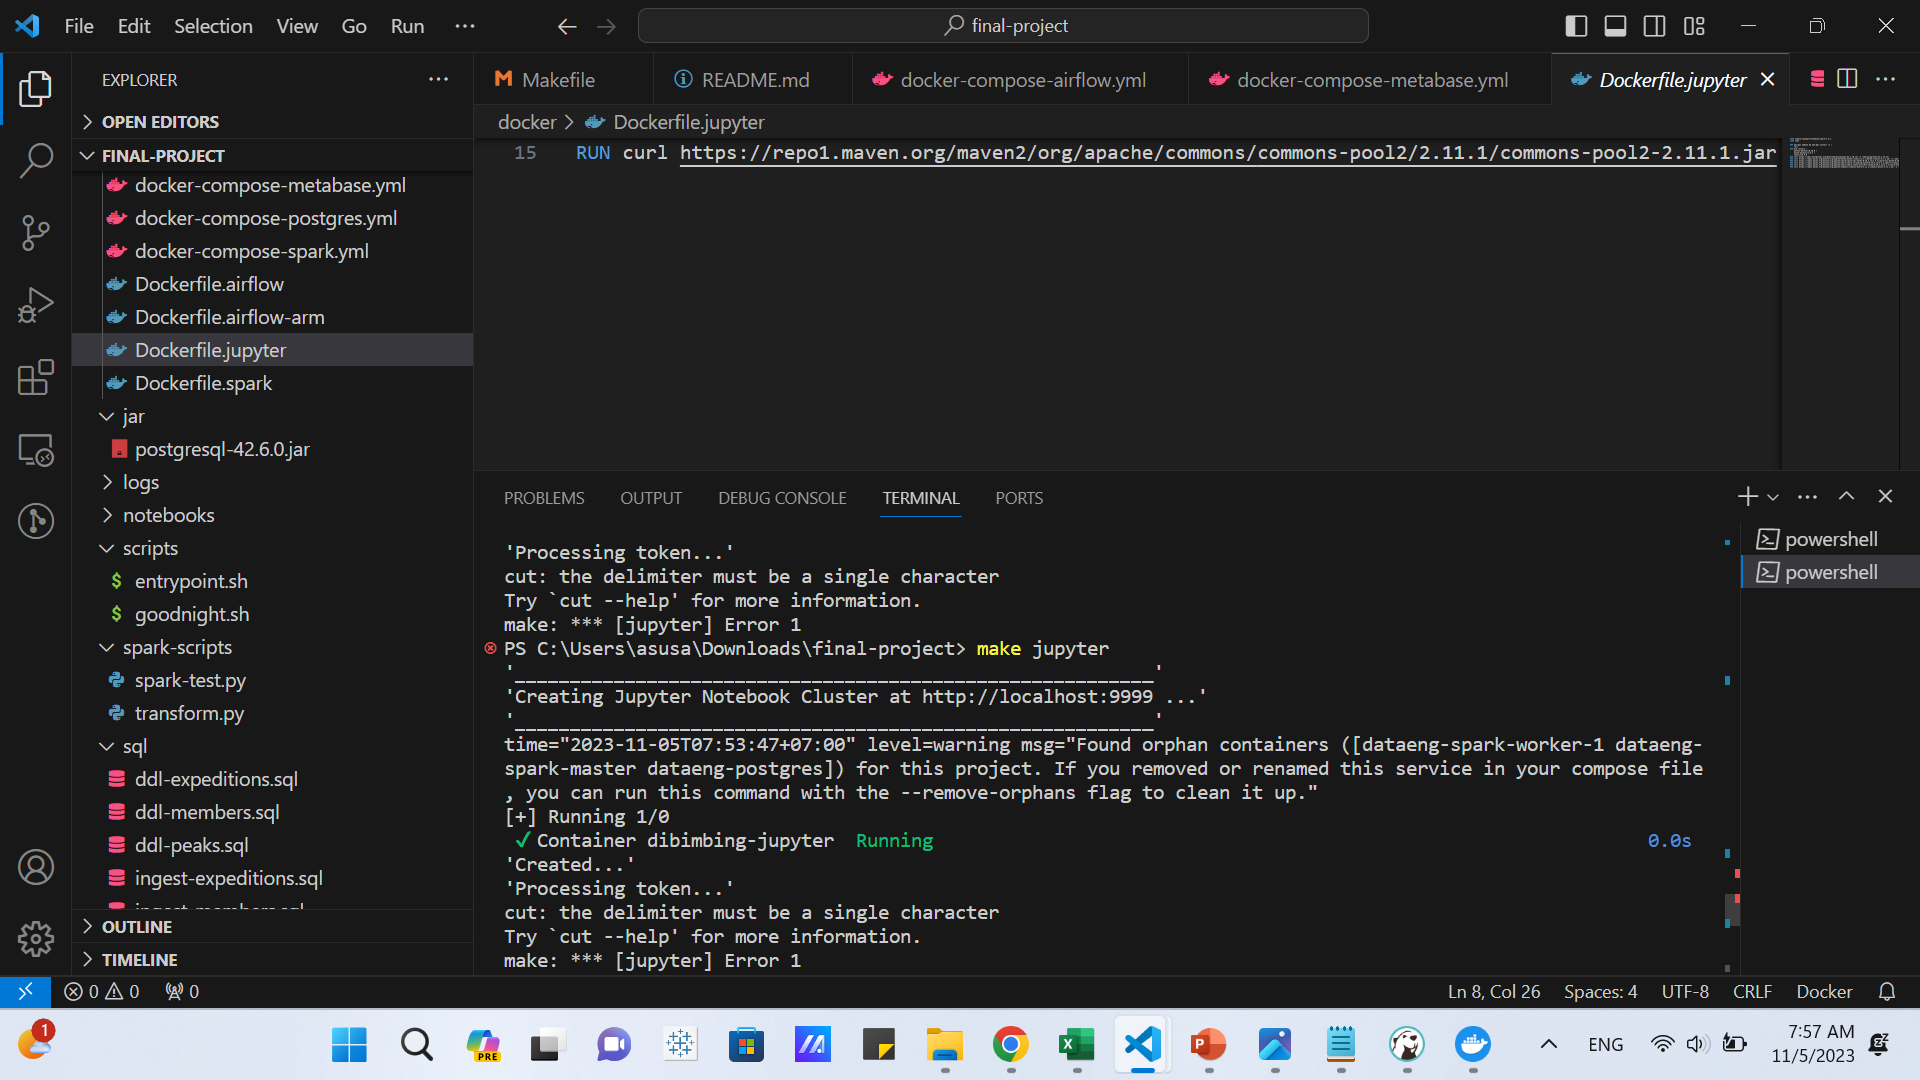 File Edit Selection View Go Run ...
final-project
EXPLORER
Makefile
README.md
docker-compose-airflow.yml
docker-compose-metabase.yml
Dockerfile.jupyter
OPEN EDITORS
FINAL-PROJECT
docker > Dockerfile.jupyter
15 RUN curl https://repo1.maven.org/maven2/org/apache/commons/commons-pool2/2.11.1/commons-pool2-2.11.1.jar
docker-compose-metabase.yml
docker-compose-postgres.yml
docker-compose-spark.yml
Dockerfile.airflow
Dockerfile.airflow-arm
Dockerfile.jupyter
Dockerfile.spark
jar
postgresql-42.6.0.jar
logs
notebooks
scripts
entrypoint.sh
goodnight.sh
spark-scripts
spark-test.py
transform.py
sql
ddl-expeditions.sql
ddl-members.sql
ddl-peaks.sql
ingest-expeditions.sql
ingest-members.sql
OUTLINE
TIMELINE
PROBLEMS OUTPUT DEBUG CONSOLE TERMINAL PORTS
powershell
powershell
'Processing token...'
cut: the delimiter must be a single character
Try `cut --help' for more information.
make: *** [jupyter] Error 1
PS C:\Users\asusa\Downloads\final-project> make jupyter
'__________________________________________________________'
'Creating Jupyter Notebook Cluster at http://localhost:9999 ...'
'__________________________________________________________'
time="2023-11-05T07:53:47+07:00" level=warning msg="Found orphan containers ([dataeng-spark-worker-1 dataeng-
spark-master dataeng-postgres]) for this project. If you removed or renamed this service in your compose file
, you can run this command with the --remove-orphans flag to clean it up."
[+] Running 1/0
✓ Container dibimbing-jupyter Running 0.0s
'Created...'
'Processing token...'
cut: the delimiter must be a single character
Try `cut --help' for more information.
make: *** [jupyter] Error 1
0 0 0
Ln 8, Col 26 Spaces: 4 UTF-8 CRLF Docker
1
PRE
ENG
7:57 AM
11/5/2023